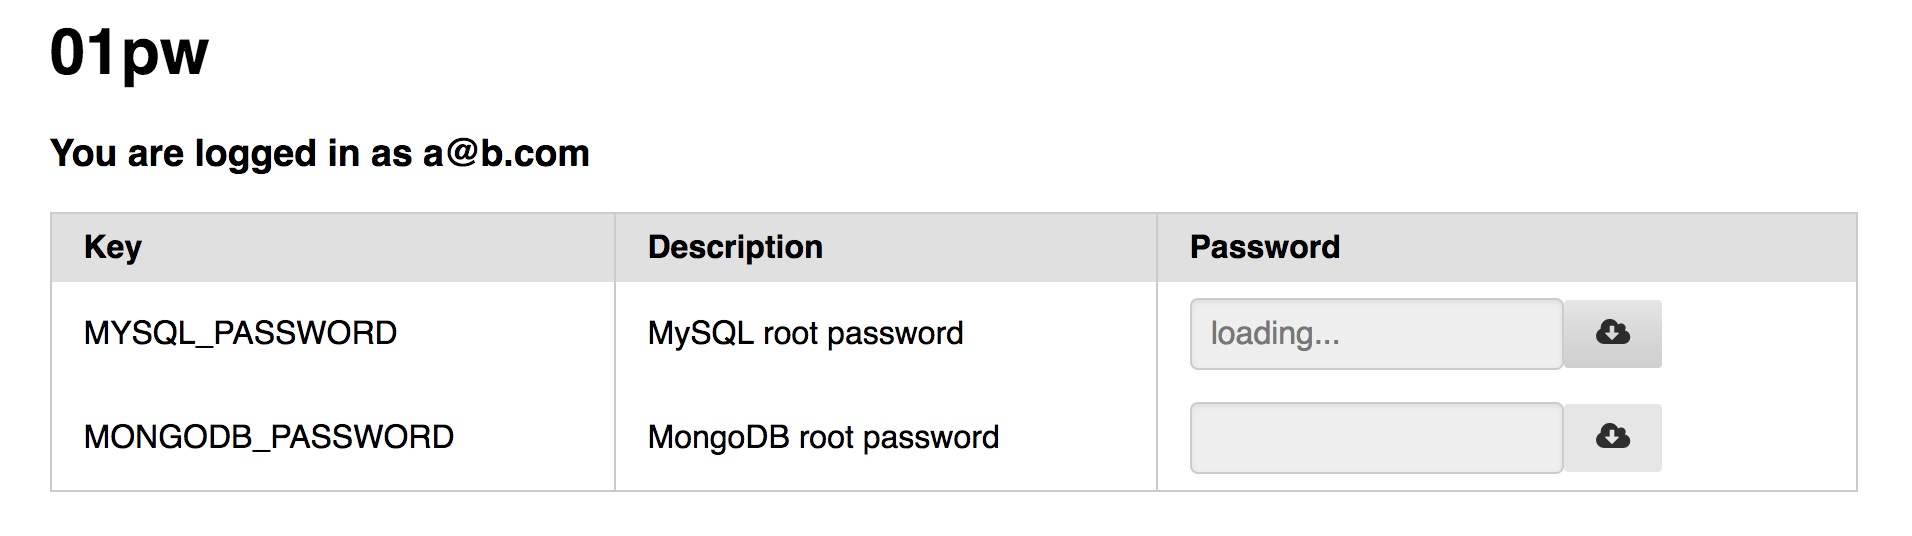 01pw
You are logged in as a@b.com
Key Description Password
MYSQL_PASSWORD MySQL root password loading...
MONGODB_PASSWORD MongoDB root password